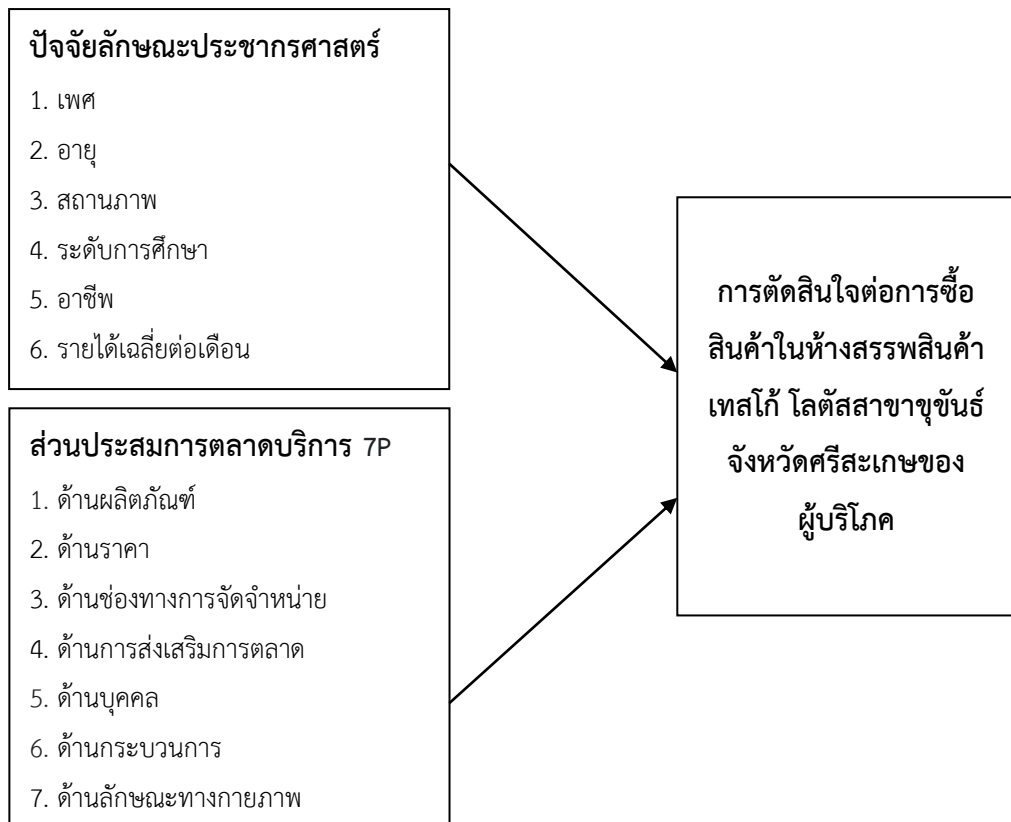 ปัจจัยลักษณะประชากรศาสตร์
1. เพศ
2. อายุ
3. สถานภาพ
4. ระดับการศึกษา
5. อาชีพ
6. รายได้เฉลี่ยต่อเดือน
ส่วนประสมการตลาดบริการ 7P
1. ด้านผลิตภัณฑ์
2. ด้านราคา
3. ด้านช่องทางการจัดจำหน่าย
4. ด้านการส่งเสริมการตลาด
5. ด้านบุคคล
6. ด้านกระบวนการ
7. ด้านลักษณะทางกายภาพ
การตัดสินใจต่อการซื้อ
สินค้าในห้างสรรพสินค้า
เทสโก้ โลตัสสาขาขุขันธ์
จังหวัดศรีสะเกษของ
ผู้บริโภค